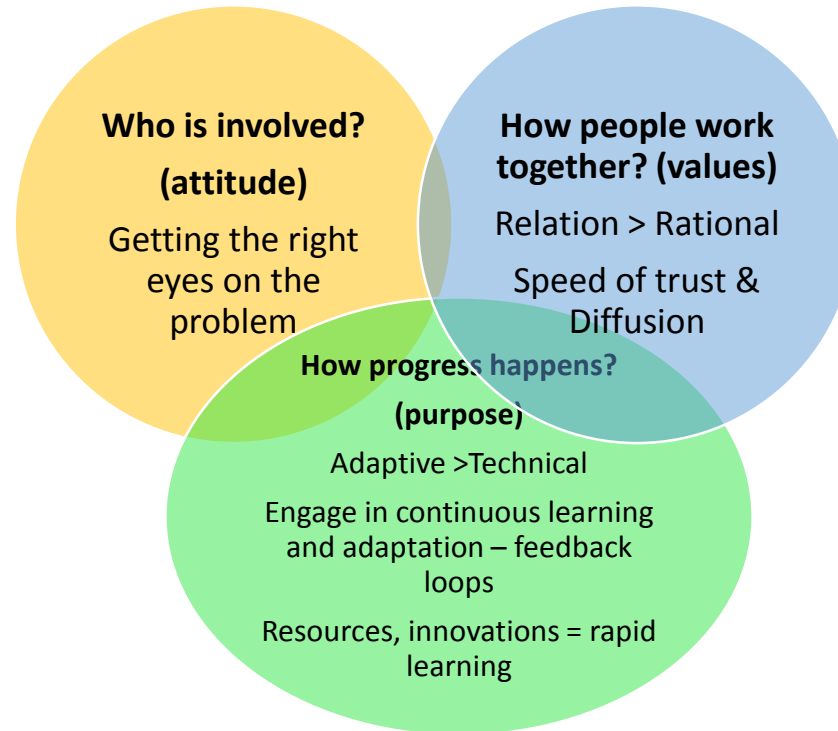 Who is involved?
(attitude)
Getting the right
eyes on the
problem
How people work
together? (values)
Relation > Rational
Speed of trust &
Diffusion
How progress happens?
(purpose)
Adaptive >Technical
Engage in continuous learning
and adaptation – feedback
loops
Resources, innovations = rapid
learning